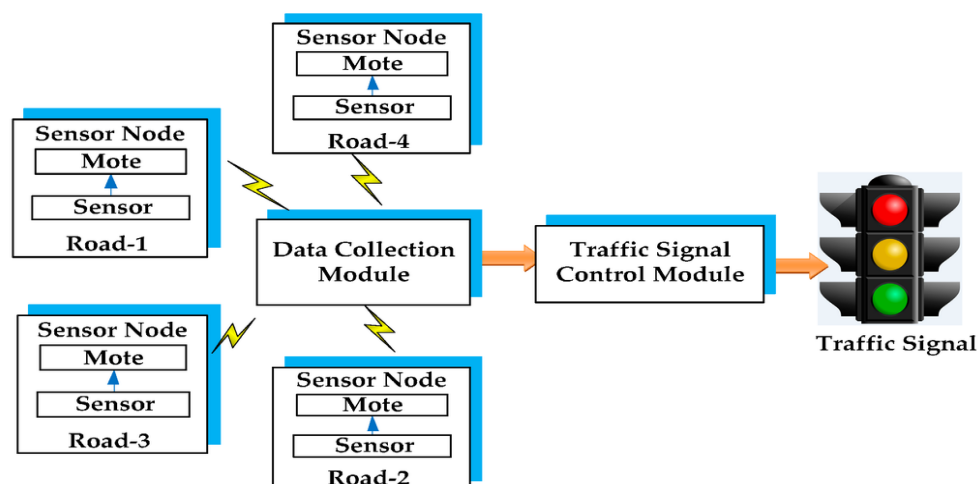 Sensor Node
Mote
Sensor
Road-4
Sensor Node
Mote
Sensor
Road-1
Data Collection
Module
Traffic Signal
Control Module
Traffic Signal
Sensor Node
Mote
Sensor
Road-3
Sensor Node
Mote
Sensor
Road-2